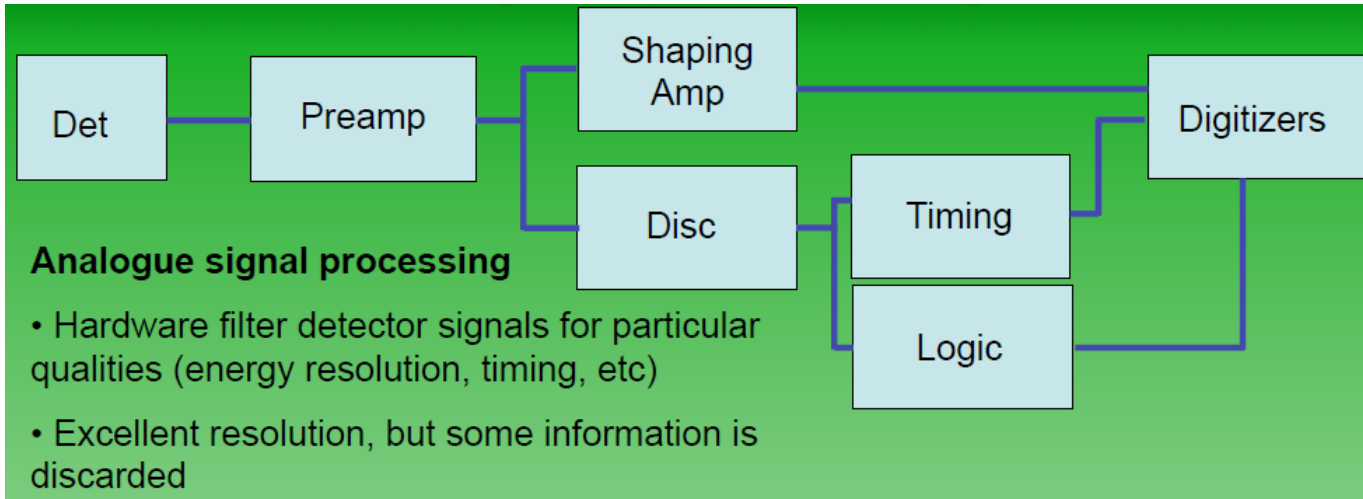 Det
Preamp
Shaping
Amp
Digitizers
Disc
Timing
Logic
Analogue signal processing
• Hardware filter detector signals for particular
qualities (energy resolution, timing, etc)
• Excellent resolution, but some information is
discarded